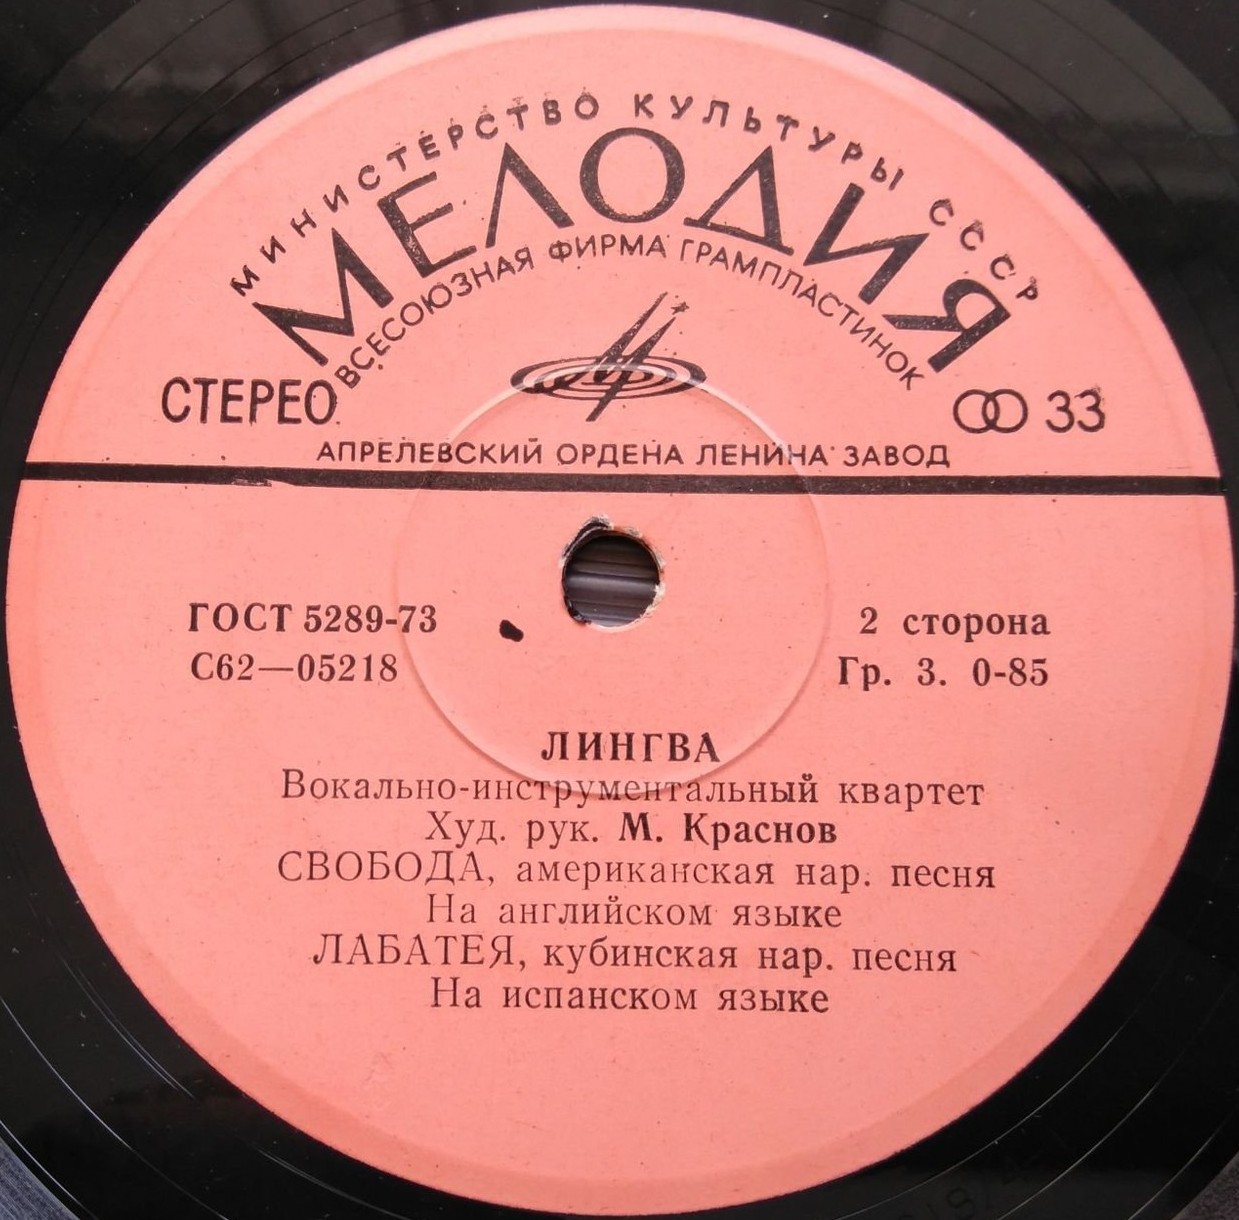 МИНИСТЕРСТВО КУЛЬТУРЫ СССР
МЕЛОДИЯ
ВСЕСОЮЗНАЯ ФИРМА ГРАМПЛАСТИНОК
СТЕРЕО
33
АПРЕЛЕВСКИЙ ОРДЕНА ЛЕНИНА ЗАВОД
ГОСТ 5289-73
2 сторона
С62—05218
Гр. 3. 0-85
ЛИНГВА
Вокально-инструментальный квартет
Худ. рук. М. Краснов
СВОБОДА, американская нар. песня
На английском языке
ЛАБАТЕЯ, кубинская нар. песня
На испанском языке